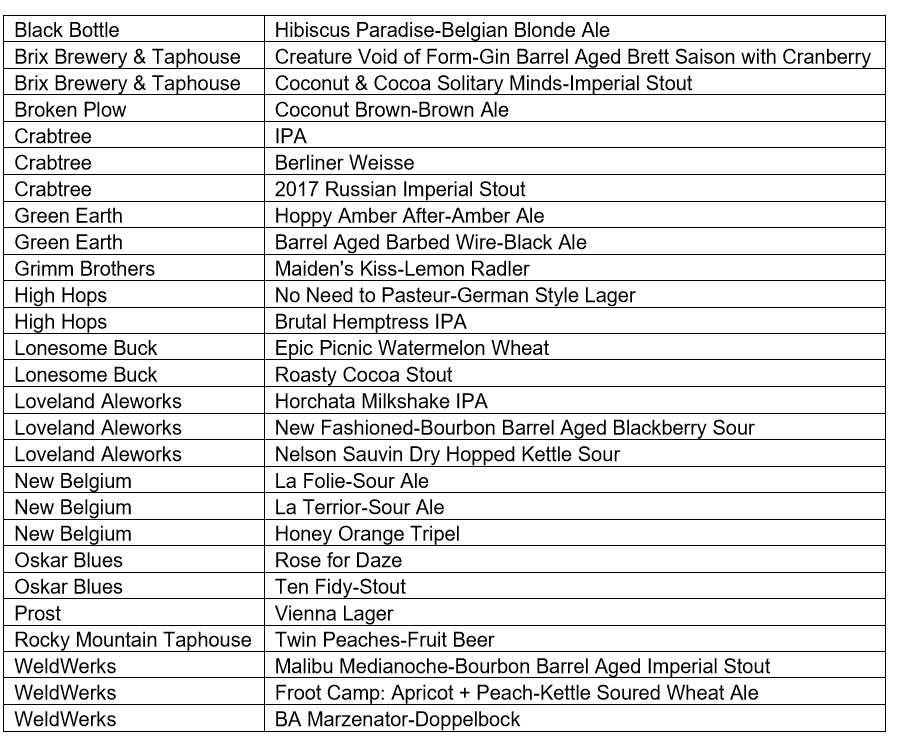 Black Bottle Hibiscus Paradise-Belgian Blonde Ale
Brix Brewery & Taphouse Creature Void of Form-Gin Barrel Aged Brett Saison with Cranberry
Brix Brewery & Taphouse Coconut & Cocoa Solitary Minds-Imperial Stout
Broken Plow Coconut Brown-Brown Ale
Crabtree IPA
Crabtree Berliner Weisse
Crabtree 2017 Russian Imperial Stout
Green Earth Hoppy Amber After-Amber Ale
Green Earth Barrel Aged Barbed Wire-Black Ale
Grimm Brothers Maiden's Kiss-Lemon Radler
High Hops No Need to Pasteur-German Style Lager
High Hops Brutal Hemptress IPA
Lonesome Buck Epic Picnic Watermelon Wheat
Lonesome Buck Roasty Cocoa Stout
Loveland Aleworks Horchata Milkshake IPA
Loveland Aleworks New Fashioned-Bourbon Barrel Aged Blackberry Sour
Loveland Aleworks Nelson Sauvin Dry Hopped Kettle Sour
New Belgium La Folie-Sour Ale
New Belgium La Terrior-Sour Ale
New Belgium Honey Orange Tripel
Oskar Blues Rose for Daze
Oskar Blues Ten Fidy-Stout
Prost Vienna Lager
Rocky Mountain Taphouse Twin Peaches-Fruit Beer
WeldWerks Malibu Medianoche-Bourbon Barrel Aged Imperial Stout
WeldWerks Froot Camp: Apricot + Peach-Kettle Soured Wheat Ale
WeldWerks BA Marzenator-Doppelbock